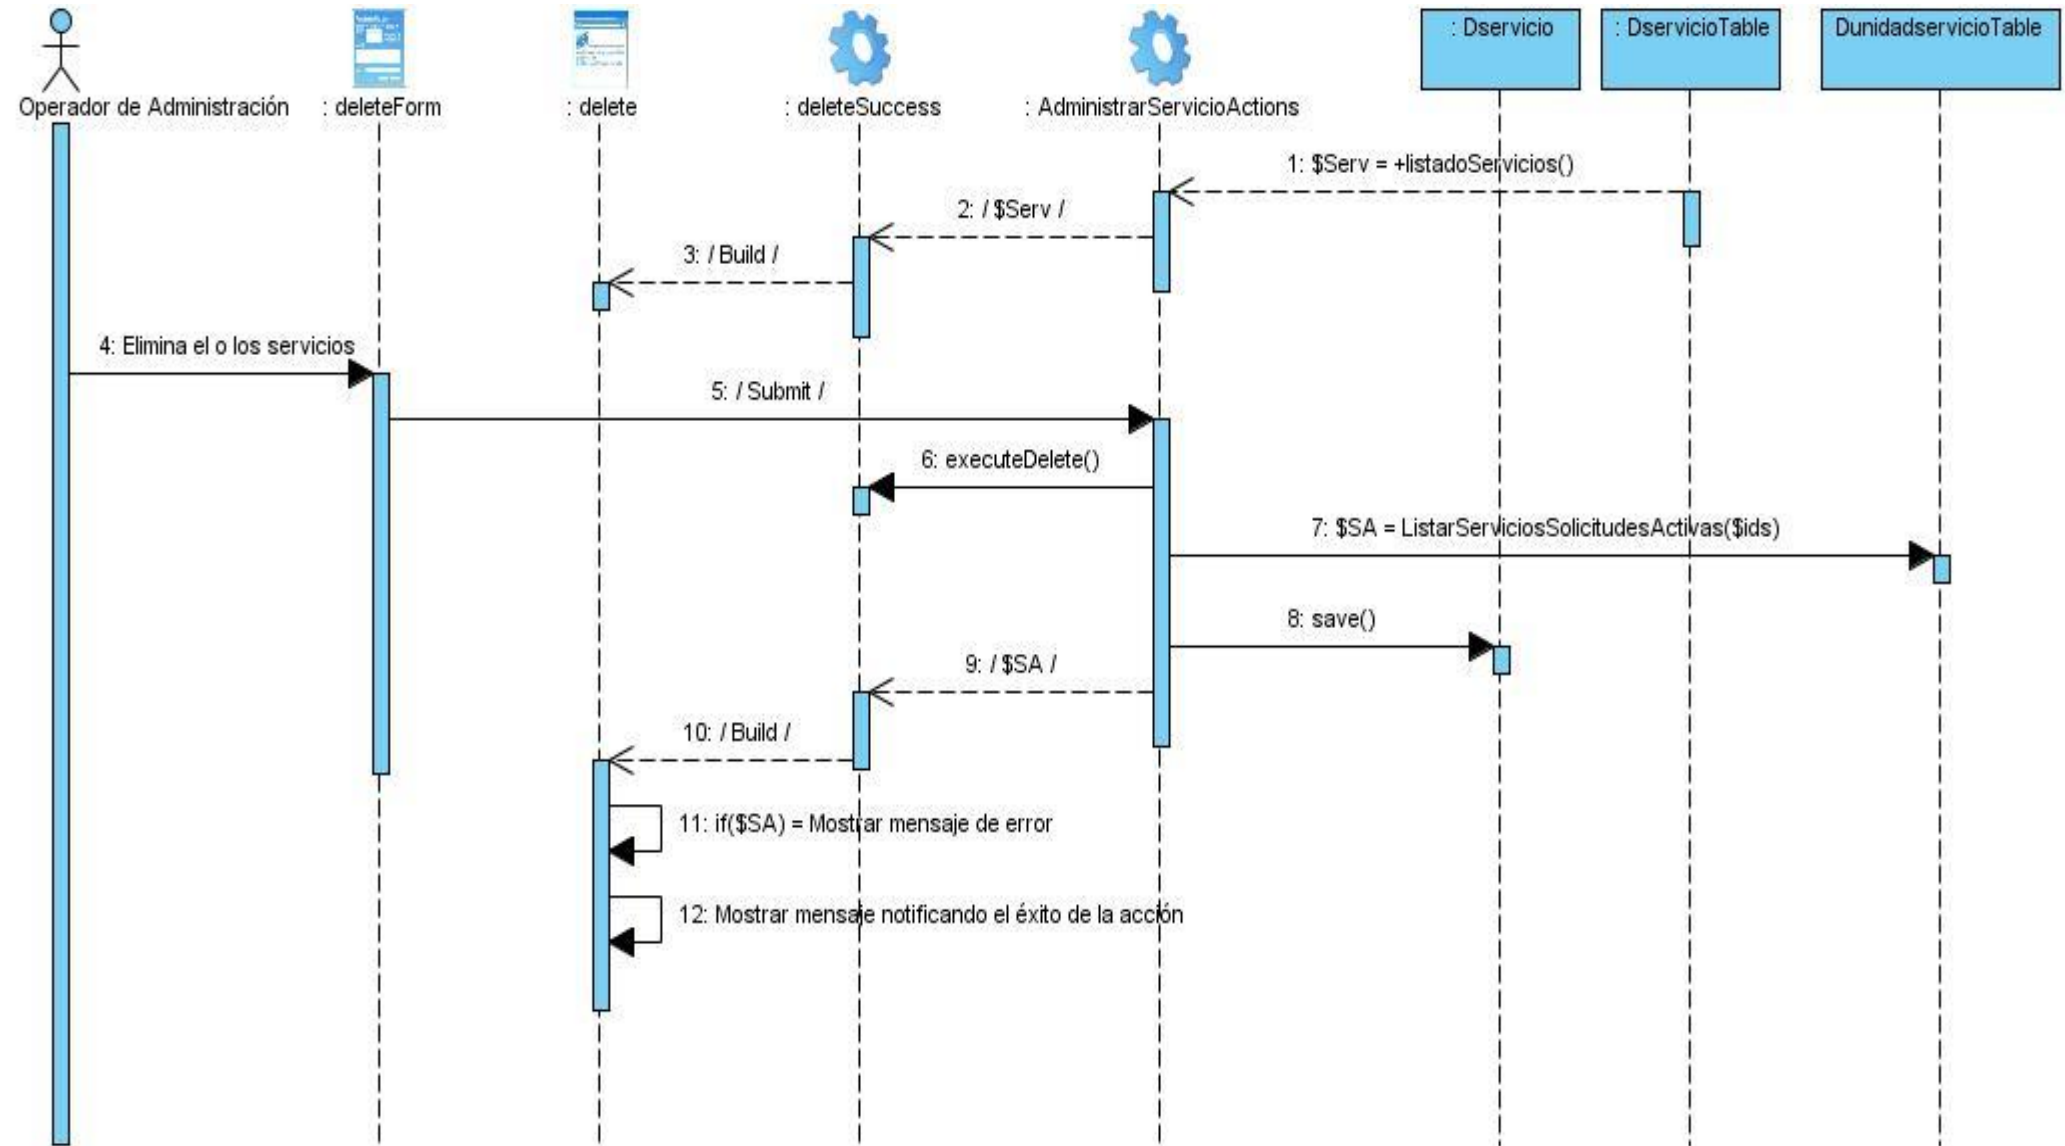 : Dservicio
: DservicioTable
DunidadservicioTable
Operador de Administración
: deleteForm
: delete
: deleteSuccess
: AdministrarServicioActions
1: $Serv = +listadoServicios()
2: / $Serv /
3: / Build /
4: Elimina el o los servicios
5: / Submit /
6: executeDelete()
7: $SA = ListarServiciosSolicitudesActivas($ids)
8: save()
9: / $SA /
10: / Build /
11: if($SA) = Mostrar mensaje de error
12: Mostrar mensaje notificando el éxito de la acción